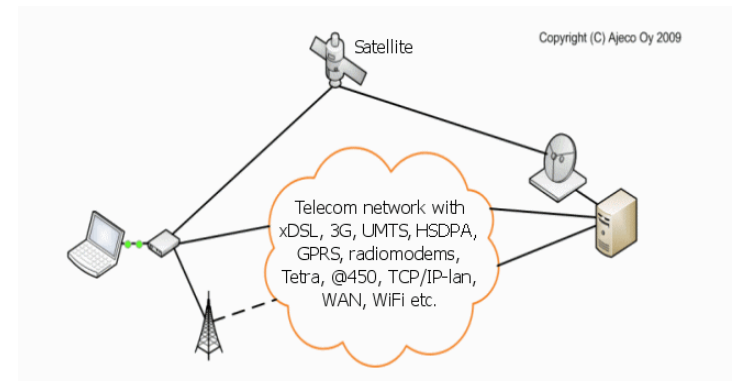 Copyright (C) Ajeco Oy 2009
Satellite
Telecom network with
xDSL, 3G, UMTS, HSDPA,
GPRS, radiomodems,
Tetra, @450, TCP/IP-lan,
WAN, WiFi etc.